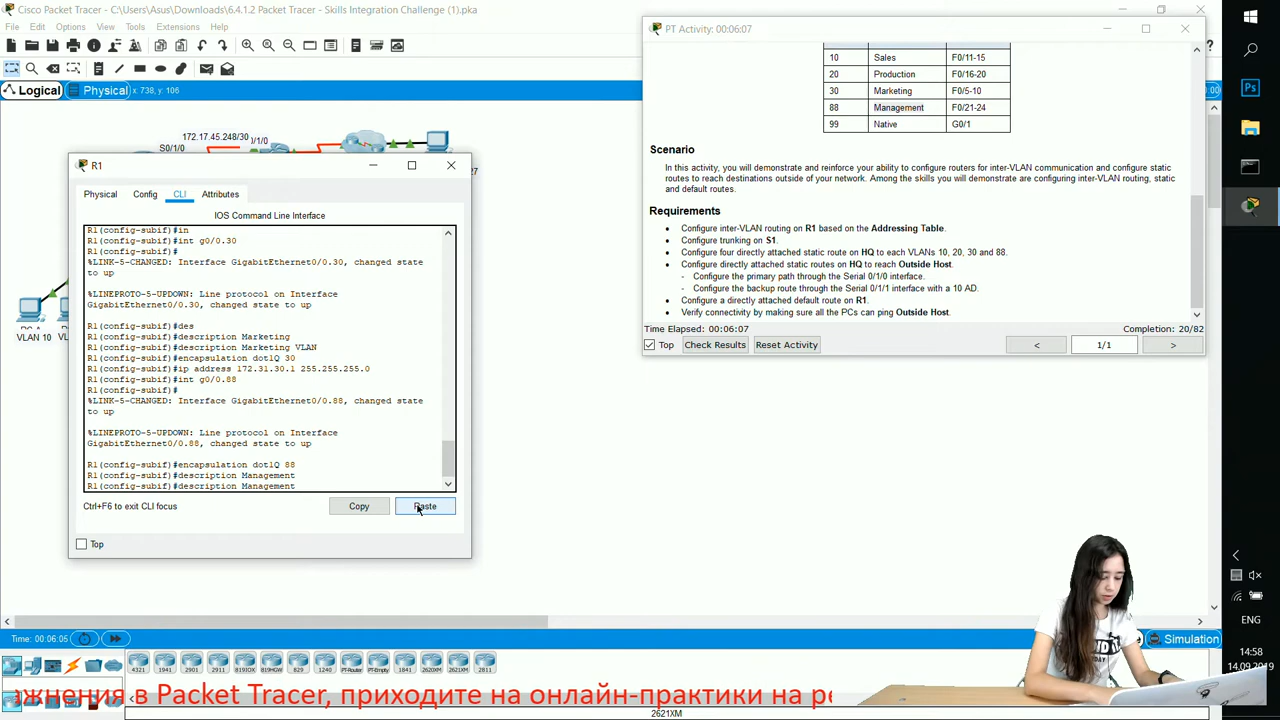 Cisco Packet Tracer - C:\Users\Asus\Downloads\6.4.1.2 Packet Tracer - Skills Integration Challenge (1).pka
File Edit Options View Tools Extensions Help
Logical Physical x: 738, y: 106
172.17.45.248/30
S0/1/0
VLAN 10
R1
Physical Config CLI Attributes
IOS Command Line Interface
R1(config-subif)#in
R1(config-subif)#int g0/0.30
R1(config-subif)#
%LINK-5-CHANGED: Interface GigabitEthernet0/0.30, changed state
to up
%LINEPROTO-5-UPDOWN: Line protocol on Interface
GigabitEthernet0/0.30, changed state to up
R1(config-subif)#des
R1(config-subif)#description Marketing
R1(config-subif)#description Marketing VLAN
R1(config-subif)#encapsulation dot1Q 30
R1(config-subif)#ip address 172.31.30.1 255.255.255.0
R1(config-subif)#int g0/0.88
R1(config-subif)#
%LINK-5-CHANGED: Interface GigabitEthernet0/0.88, changed state
to up
%LINEPROTO-5-UPDOWN: Line protocol on Interface
GigabitEthernet0/0.88, changed state to up
R1(config-subif)#encapsulation dot1Q 88
R1(config-subif)#description Management
R1(config-subif)#description Management
Ctrl+F6 to exit CLI focus
Copy Paste
Top
PT Activity: 00:06:07
10 Sales F0/11-15
20 Production F0/16-20
30 Marketing F0/5-10
88 Management F0/21-24
99 Native G0/1
Scenario
In this activity, you will demonstrate and reinforce your ability to configure routers for inter-VLAN communication and configure static
routes to reach destinations outside of your network. Among the skills you will demonstrate are configuring inter-VLAN routing, static
and default routes.
Requirements
• Configure inter-VLAN routing on R1 based on the Addressing Table.
• Configure trunking on S1.
• Configure four directly attached static route on HQ to each VLANs 10, 20, 30 and 88.
• Configure directly attached static routes on HQ to reach Outside Host.
- Configure the primary path through the Serial 0/1/0 interface.
- Configure the backup route through the Serial 0/1/1 interface with a 10 AD.
• Configure a directly attached default route on R1.
• Verify connectivity by making sure all the PCs can ping Outside Host.
Time Elapsed: 00:06:07 Completion: 20/82
Top Check Results Reset Activity < 1/1 >
Time: 00:06:05
Simulation
4321 1941 2901 2911 819IOX 819HGW 829 1240 PT-Router PT-Empty 1841 2620XM 2621XM 2811
жнения в Packet Tracer, приходите на онлайн-практики на ре
2621XM
Ps
ENG
14:58
14.09.2019